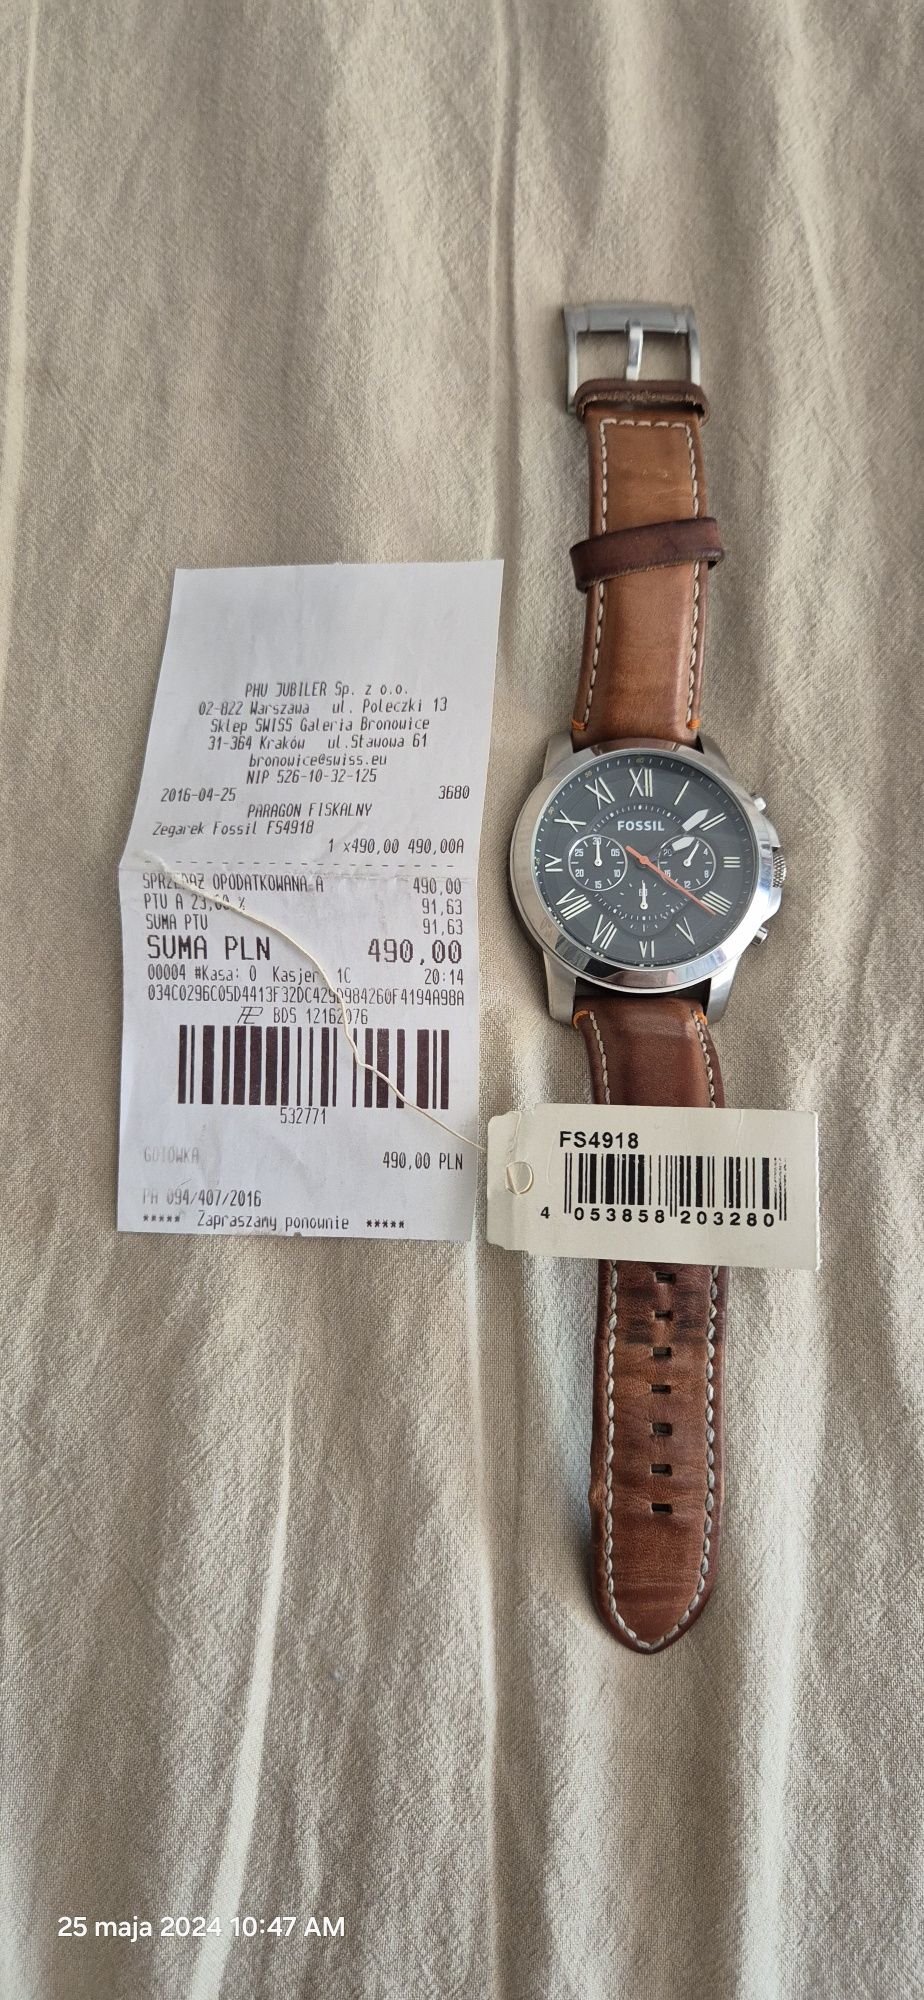 PHU JUBILER Sp. z o.o.
02-822 Warszawa ul. Poleczki 13
Sklep SWISS Galeria Bronowice
31-364 Kraków ul.Stawowa 61
bronowice@swiss.eu
NIP 526-10-32-125
2016-04-25 3680
PARAGON FISKALNY
Zegarek Fossil FS4918
1 x490,00 490,00A
SPRZEDAŻ OPODATKOWANA A 490,00
PTU A 23,00 % 91,63
SUMA PTU 91,63
SUMA PLN 490,00
00004 #Kasa: 0 Kasjer 1C 20:14
BDS 12162076
532771
GOTÓWKA 490,00 PLN
PA 094/407/2016
***** Zapraszamy ponownie *****
FOSSIL
XII
FS4918
4 053858 203280
25 maja 2024 10:47 AM